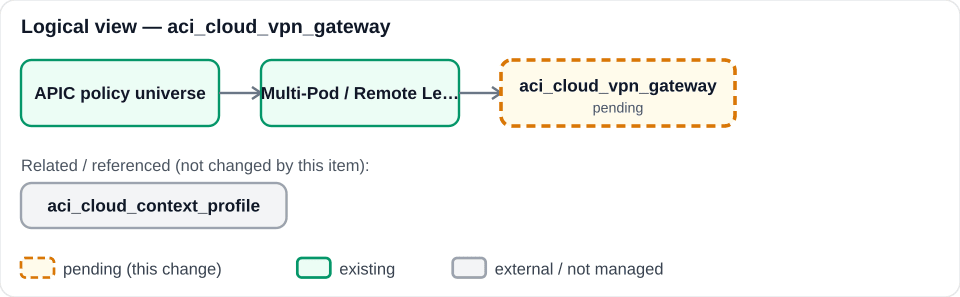 Logical view — aci_cloud_vpn_gateway
APIC policy universe
Multi-Pod / Remote Le...
aci_cloud_vpn_gateway
pending
Related / referenced (not changed by this item):
aci_cloud_context_profile
pending (this change)
existing
external / not managed